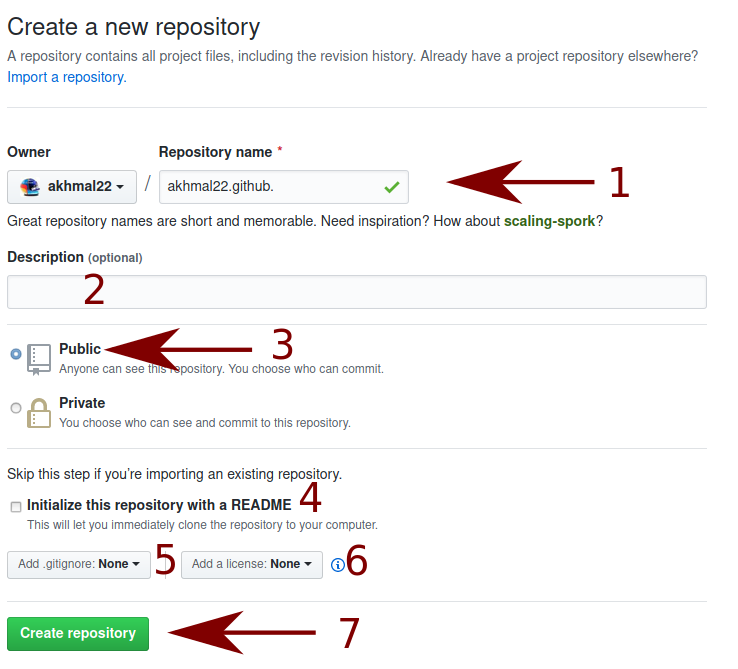 Create a new repository
A repository contains all project files, including the revision history. Already have a project repository elsewhere?
Import a repository.
Owner Repository name *
akhmal22 / akhmal22.github. 1
Great repository names are short and memorable. Need inspiration? How about scaling-spork?
Description (optional)
2
Public 3
Anyone can see this repository. You choose who can commit.
Private
You choose who can see and commit to this repository.
Skip this step if you’re importing an existing repository.
Initialize this repository with a README 4
This will let you immediately clone the repository to your computer.
Add .gitignore: None 5 Add a license: None 6
Create repository 7